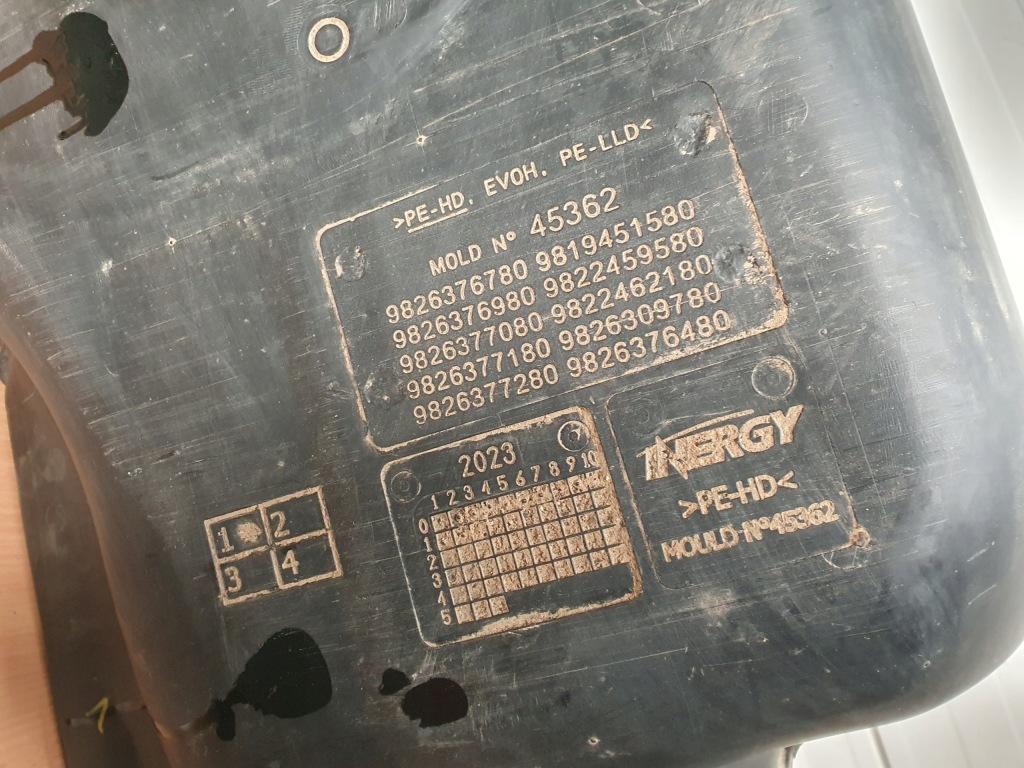 >PE-HD, EVOH, PE-LLD<
MOLD N° 45362
9826376780 9819451580
9826376980 9822459580
9826377080 9822462180
9826377180 9826309780
9826377280 9826376480
2023
1 2 3 4 5 6 7 8 9 10
0
1
2
3
4
5
INERGY
>PE-HD<
MOULD N°45362
1 2
3 4
1